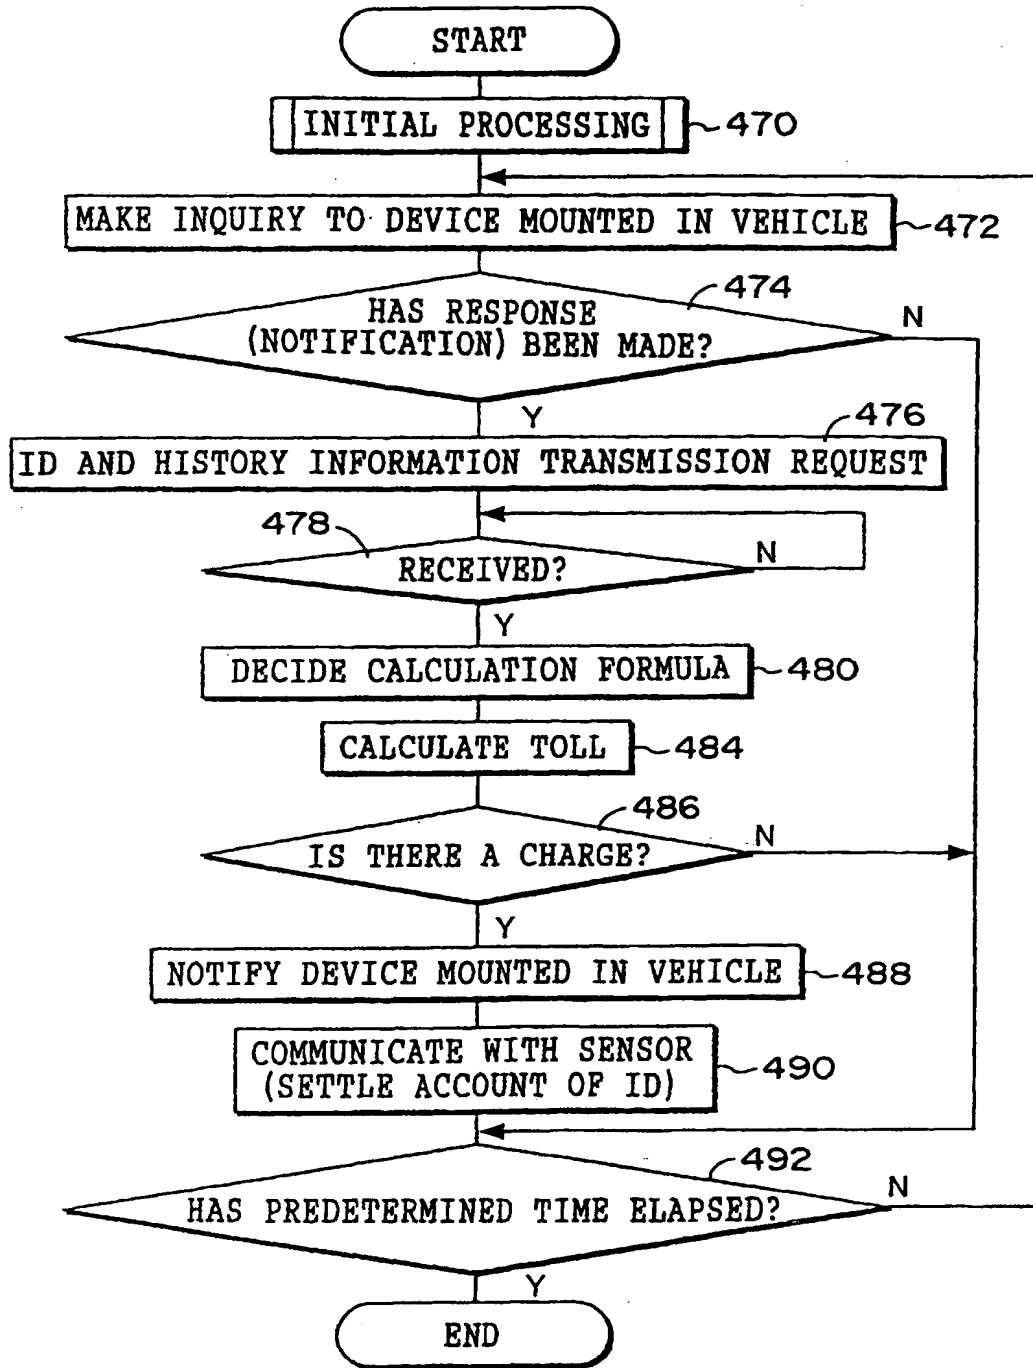 START
INITIAL PROCESSING
470
MAKE INQUIRY TO DEVICE MOUNTED IN VEHICLE
472
474
HAS RESPONSE
(NOTIFICATION) BEEN MADE?
N
Y
476
ID AND HISTORY INFORMATION TRANSMISSION REQUEST
478
RECEIVED?
N
Y
DECIDE CALCULATION FORMULA
480
CALCULATE TOLL
484
486
IS THERE A CHARGE?
N
Y
NOTIFY DEVICE MOUNTED IN VEHICLE
488
COMMUNICATE WITH SENSOR
(SETTLE ACCOUNT OF ID)
490
492
HAS PREDETERMINED TIME ELAPSED?
N
Y
END